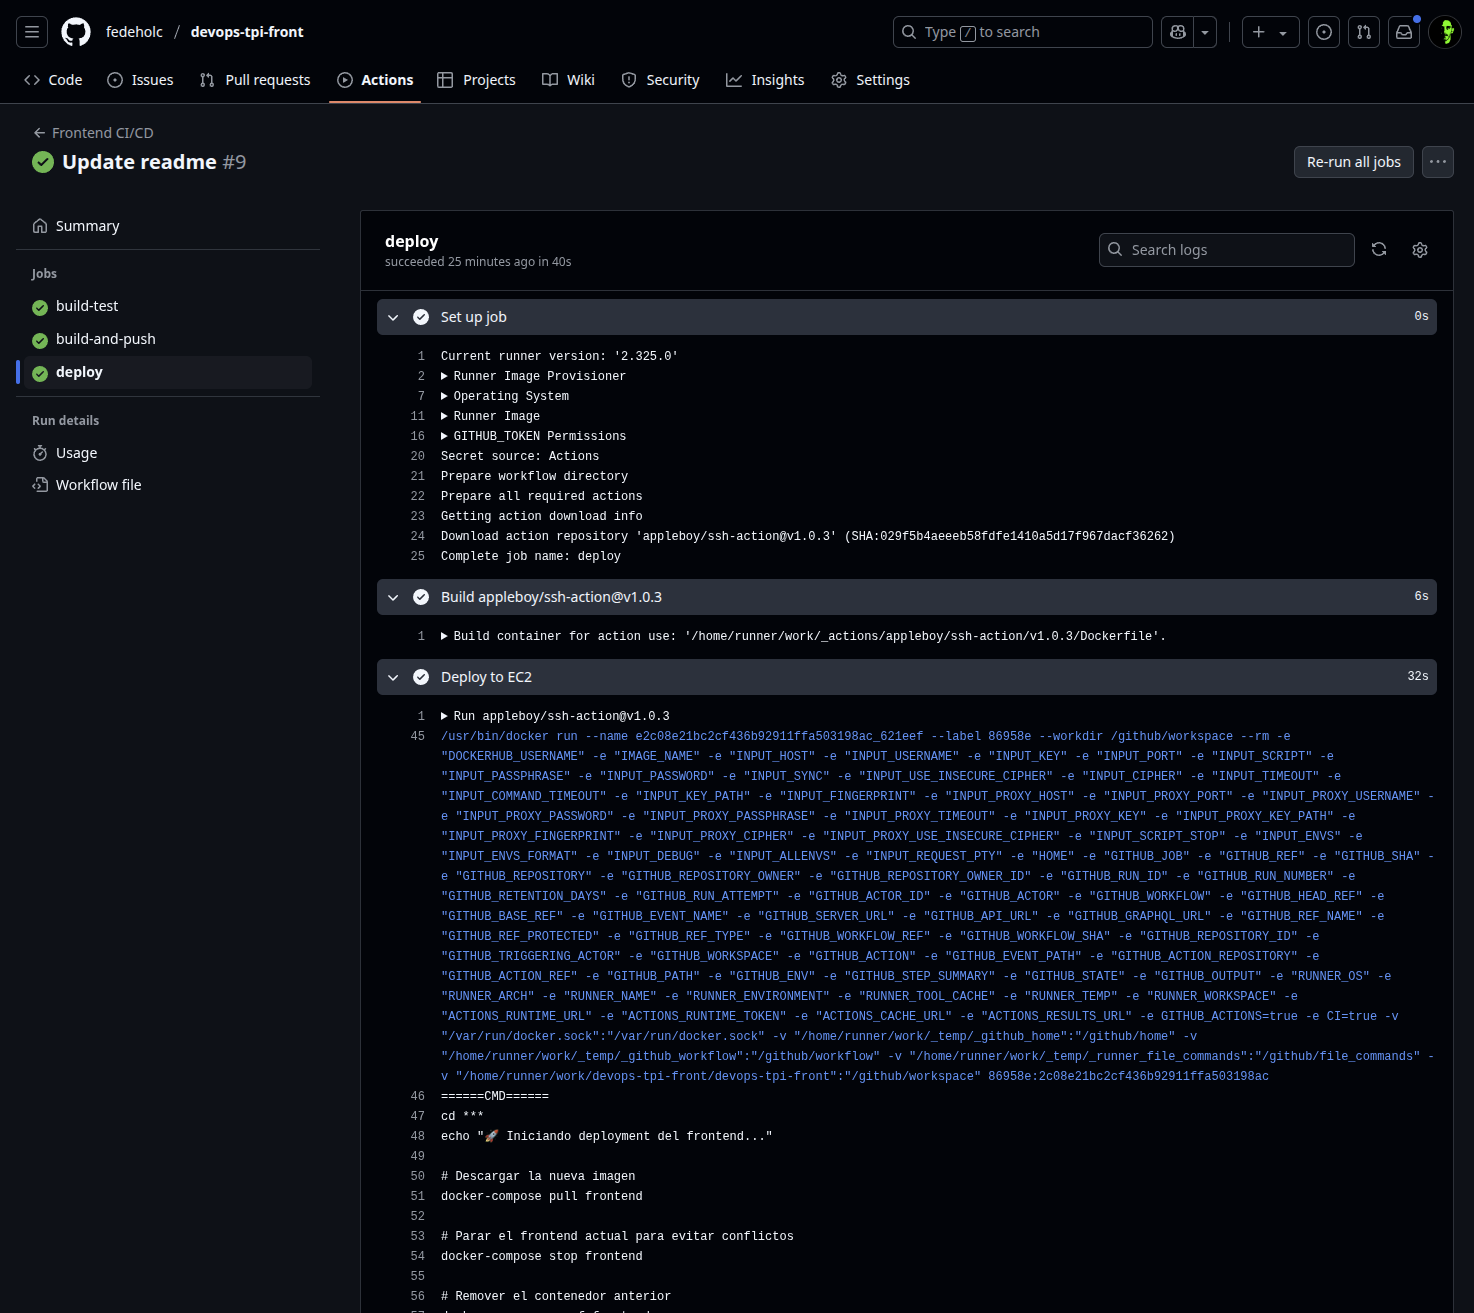 fedeholc / devops-tpi-front
Type / to search
Code
Issues
Pull requests
Actions
Projects
Wiki
Security
Insights
Settings
Frontend CI/CD
Update readme #9
Re-run all jobs
Summary
Jobs
build-test
build-and-push
deploy
Run details
Usage
Workflow file
deploy
succeeded 25 minutes ago in 40s
Search logs
Set up job 0s
1 Current runner version: '2.325.0'
2 Runner Image Provisioner
7 Operating System
11 Runner Image
16 GITHUB_TOKEN Permissions
20 Secret source: Actions
21 Prepare workflow directory
22 Prepare all required actions
23 Getting action download info
24 Download action repository 'appleboy/ssh-action@v1.0.3' (SHA:029f5b4aeeeb58fdfe1410a5d17f967dacf36262)
25 Complete job name: deploy
Build appleboy/ssh-action@v1.0.3 6s
1 Build container for action use: '/home/runner/work/_actions/appleboy/ssh-action/v1.0.3/Dockerfile'.
Deploy to EC2 32s
1 Run appleboy/ssh-action@v1.0.3
45 /usr/bin/docker run --name e2c08e21bc2cf436b92911ffa503198ac_621eef --label 86958e --workdir /github/workspace --rm -e
"DOCKERHUB_USERNAME" -e "IMAGE_NAME" -e "INPUT_HOST" -e "INPUT_USERNAME" -e "INPUT_KEY" -e "INPUT_PORT" -e "INPUT_SCRIPT" -e
"INPUT_PASSPHRASE" -e "INPUT_PASSWORD" -e "INPUT_SYNC" -e "INPUT_USE_INSECURE_CIPHER" -e "INPUT_CIPHER" -e "INPUT_TIMEOUT" -e
"INPUT_COMMAND_TIMEOUT" -e "INPUT_KEY_PATH" -e "INPUT_FINGERPRINT" -e "INPUT_PROXY_HOST" -e "INPUT_PROXY_PORT" -e "INPUT_PROXY_USERNAME" -
e "INPUT_PROXY_PASSWORD" -e "INPUT_PROXY_PASSPHRASE" -e "INPUT_PROXY_TIMEOUT" -e "INPUT_PROXY_KEY" -e "INPUT_PROXY_KEY_PATH" -e
"INPUT_PROXY_FINGERPRINT" -e "INPUT_PROXY_CIPHER" -e "INPUT_PROXY_USE_INSECURE_CIPHER" -e "INPUT_SCRIPT_STOP" -e "INPUT_ENVS" -e
"INPUT_ENVS_FORMAT" -e "INPUT_DEBUG" -e "INPUT_ALLENVS" -e "INPUT_REQUEST_PTY" -e "HOME" -e "GITHUB_JOB" -e "GITHUB_REF" -e "GITHUB_SHA" -
e "GITHUB_REPOSITORY" -e "GITHUB_REPOSITORY_OWNER" -e "GITHUB_REPOSITORY_OWNER_ID" -e "GITHUB_RUN_ID" -e "GITHUB_RUN_NUMBER" -e
"GITHUB_RETENTION_DAYS" -e "GITHUB_RUN_ATTEMPT" -e "GITHUB_ACTOR_ID" -e "GITHUB_ACTOR" -e "GITHUB_WORKFLOW" -e "GITHUB_HEAD_REF" -e
"GITHUB_BASE_REF" -e "GITHUB_EVENT_NAME" -e "GITHUB_SERVER_URL" -e "GITHUB_API_URL" -e "GITHUB_GRAPHQL_URL" -e "GITHUB_REF_NAME" -e
"GITHUB_REF_PROTECTED" -e "GITHUB_REF_TYPE" -e "GITHUB_WORKFLOW_REF" -e "GITHUB_WORKFLOW_SHA" -e "GITHUB_REPOSITORY_ID" -e
"GITHUB_TRIGGERING_ACTOR" -e "GITHUB_WORKSPACE" -e "GITHUB_ACTION" -e "GITHUB_EVENT_PATH" -e "GITHUB_ACTION_REPOSITORY" -e
"GITHUB_ACTION_REF" -e "GITHUB_PATH" -e "GITHUB_ENV" -e "GITHUB_STEP_SUMMARY" -e "GITHUB_STATE" -e "GITHUB_OUTPUT" -e "RUNNER_OS" -e
"RUNNER_ARCH" -e "RUNNER_NAME" -e "RUNNER_ENVIRONMENT" -e "RUNNER_TOOL_CACHE" -e "RUNNER_TEMP" -e "RUNNER_WORKSPACE" -e
"ACTIONS_RUNTIME_URL" -e "ACTIONS_RUNTIME_TOKEN" -e "ACTIONS_CACHE_URL" -e "ACTIONS_RESULTS_URL" -e GITHUB_ACTIONS=true -e CI=true -v
"/var/run/docker.sock":"/var/run/docker.sock" -v "/home/runner/work/_temp/_github_home":"/github/home" -v
"/home/runner/work/_temp/_github_workflow":"/github/workflow" -v "/home/runner/work/_temp/_runner_file_commands":"/github/file_commands" -
v "/home/runner/work/devops-tpi-front/devops-tpi-front":"/github/workspace" 86958e:2c08e21bc2cf436b92911ffa503198ac
46 ======CMD======
47 cd ***
48 echo "🚀 Iniciando deployment del frontend..."
49
50 # Descargar la nueva imagen
51 docker-compose pull frontend
52
53 # Parar el frontend actual para evitar conflictos
54 docker-compose stop frontend
55
56 # Remover el contenedor anterior